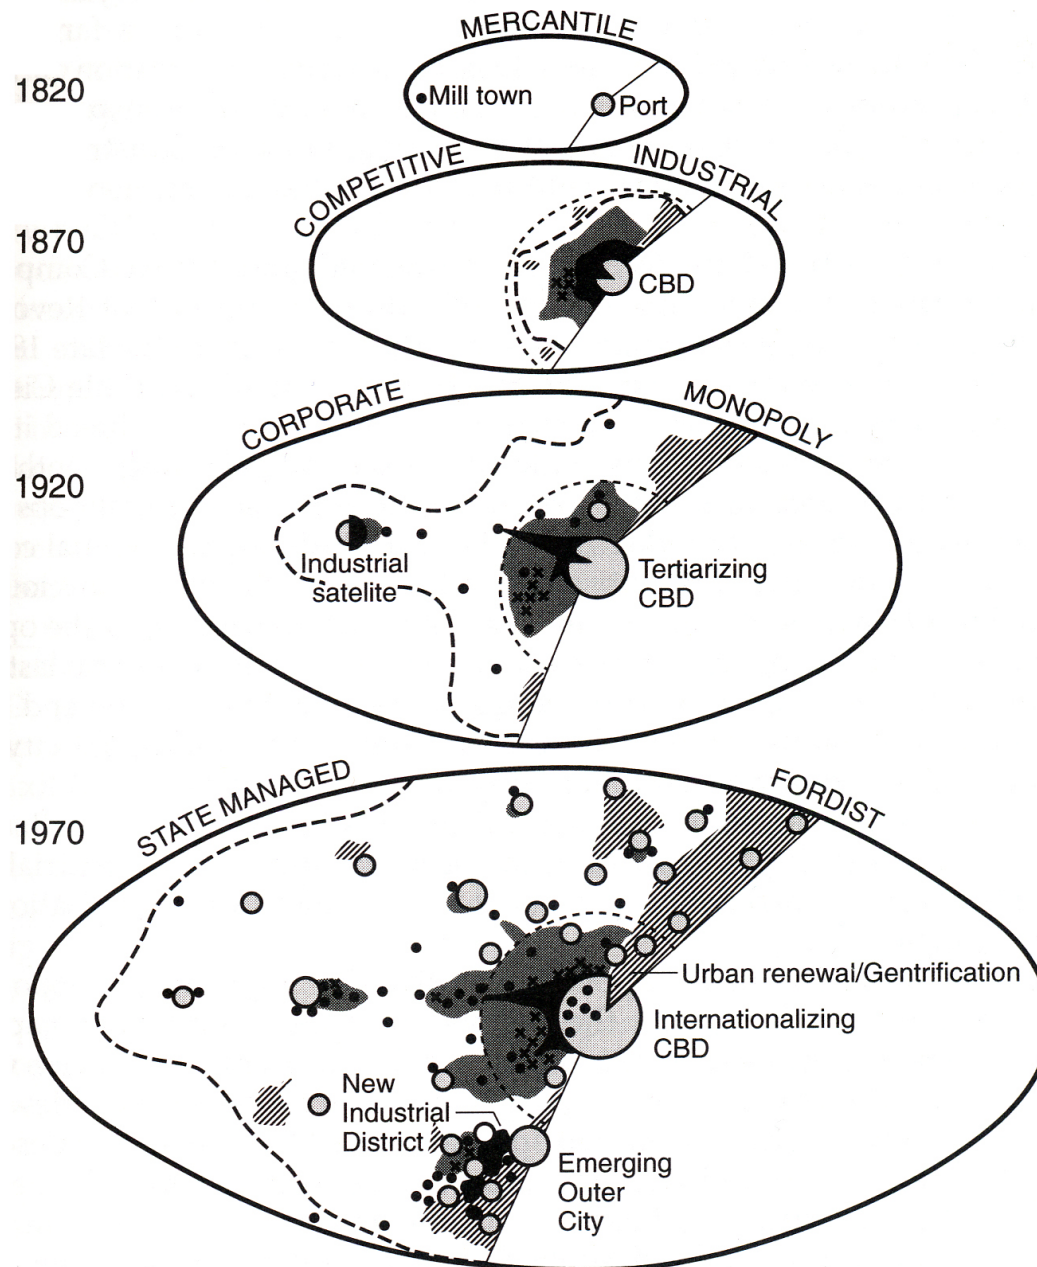 MERCANTILE
1820
Mill town
Port
COMPETITIVE
INDUSTRIAL
1870
CBD
CORPORATE
MONOPOLY
1920
Industrial
satelite
Tertiarizing
CBD
STATE MANAGED
FORDIST
1970
Urban renewal/Gentrification
Internationalizing
CBD
New
Industrial
District
Emerging
Outer
City